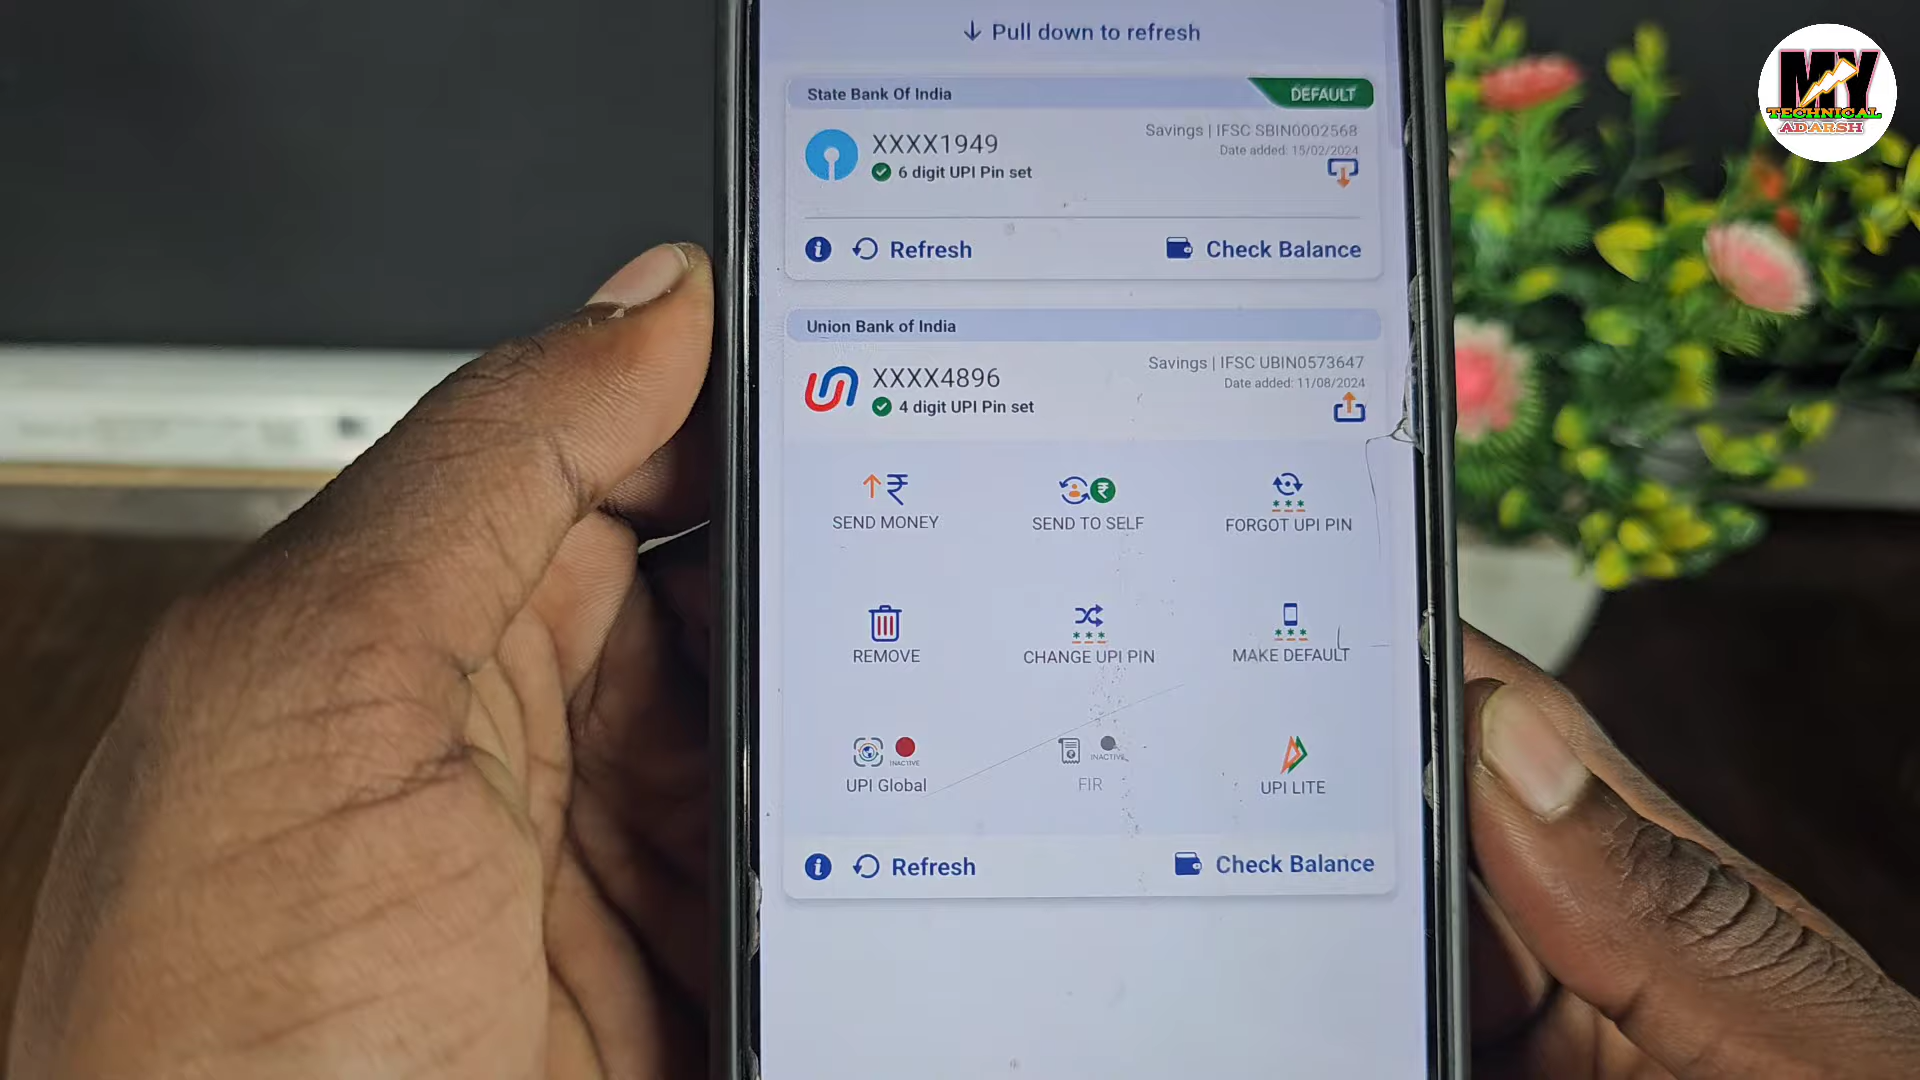 Pull down to refresh
MY
TECHNICAL
ADARSH
State Bank Of India
DEFAULT
XXXX1949
Savings | IFSC SBIN0002568
Date added: 15/02/2024
6 digit UPI Pin set
Refresh
Check Balance
Union Bank of India
XXXX4896
Savings | IFSC UBIN0573647
Date added: 11/08/2024
4 digit UPI Pin set
SEND MONEY
SEND TO SELF
FORGOT UPI PIN
REMOVE
CHANGE UPI PIN
MAKE DEFAULT
INACTIVE
UPI Global
INACTIVE
FIR
UPI LITE
Refresh
Check Balance